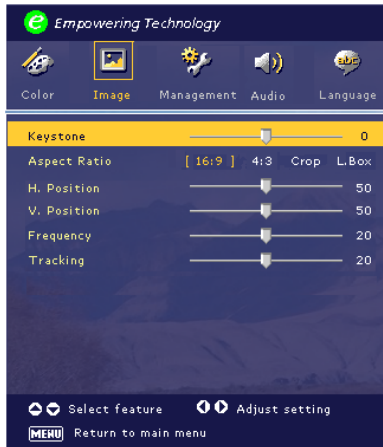 e Empowering Technology
abc
Color Image Management Audio Language
Keystone 0
Aspect Ratio [ 16:9 ] 4:3 Crop L.Box
H. Position 50
V. Position 50
Frequency 20
Tracking 20
Select feature Adjust setting
MENU Return to main menu